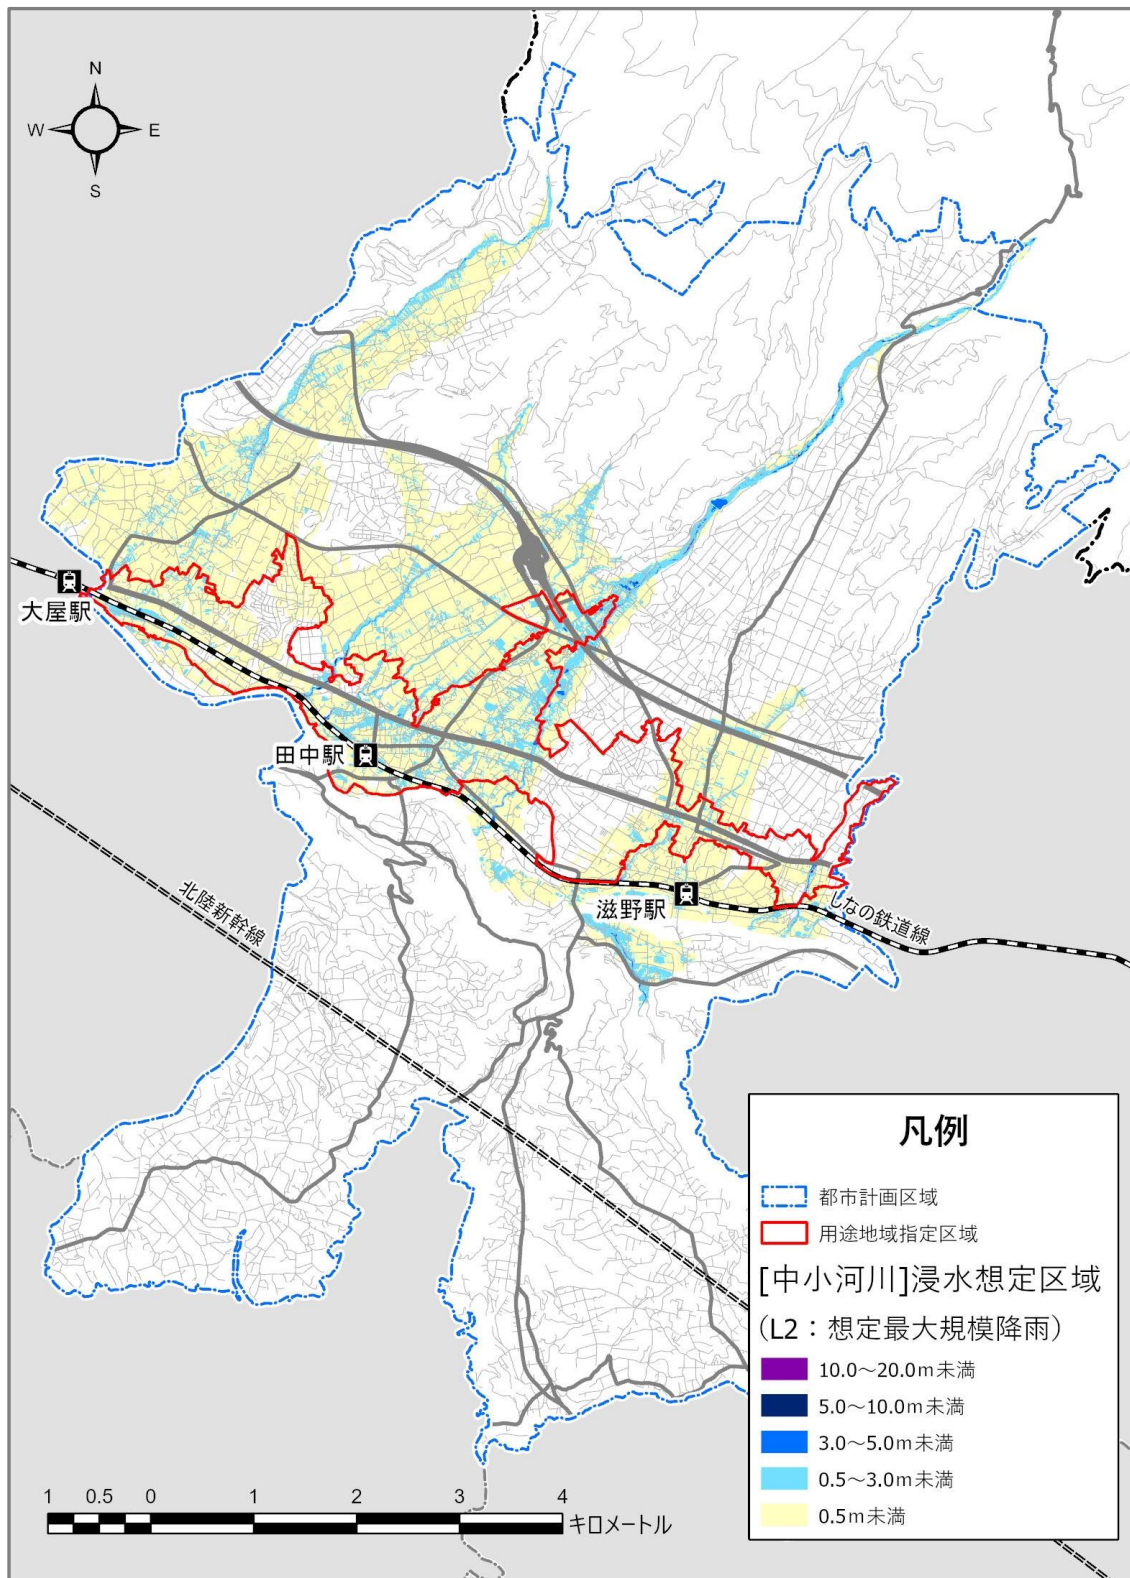 N
W
E
S
大屋駅
田中駅
滋野駅
しなの鉄道線
北陸新幹線
凡例
都市計画区域
用途地域指定区域
[中小河川]浸水想定区域
(L2：想定最大規模降雨)
10.0～20.0m未満
5.0～10.0m未満
3.0～5.0m未満
0.5～3.0m未満
0.5m未満
1 0.5 0 1 2 3 4
キロメートル